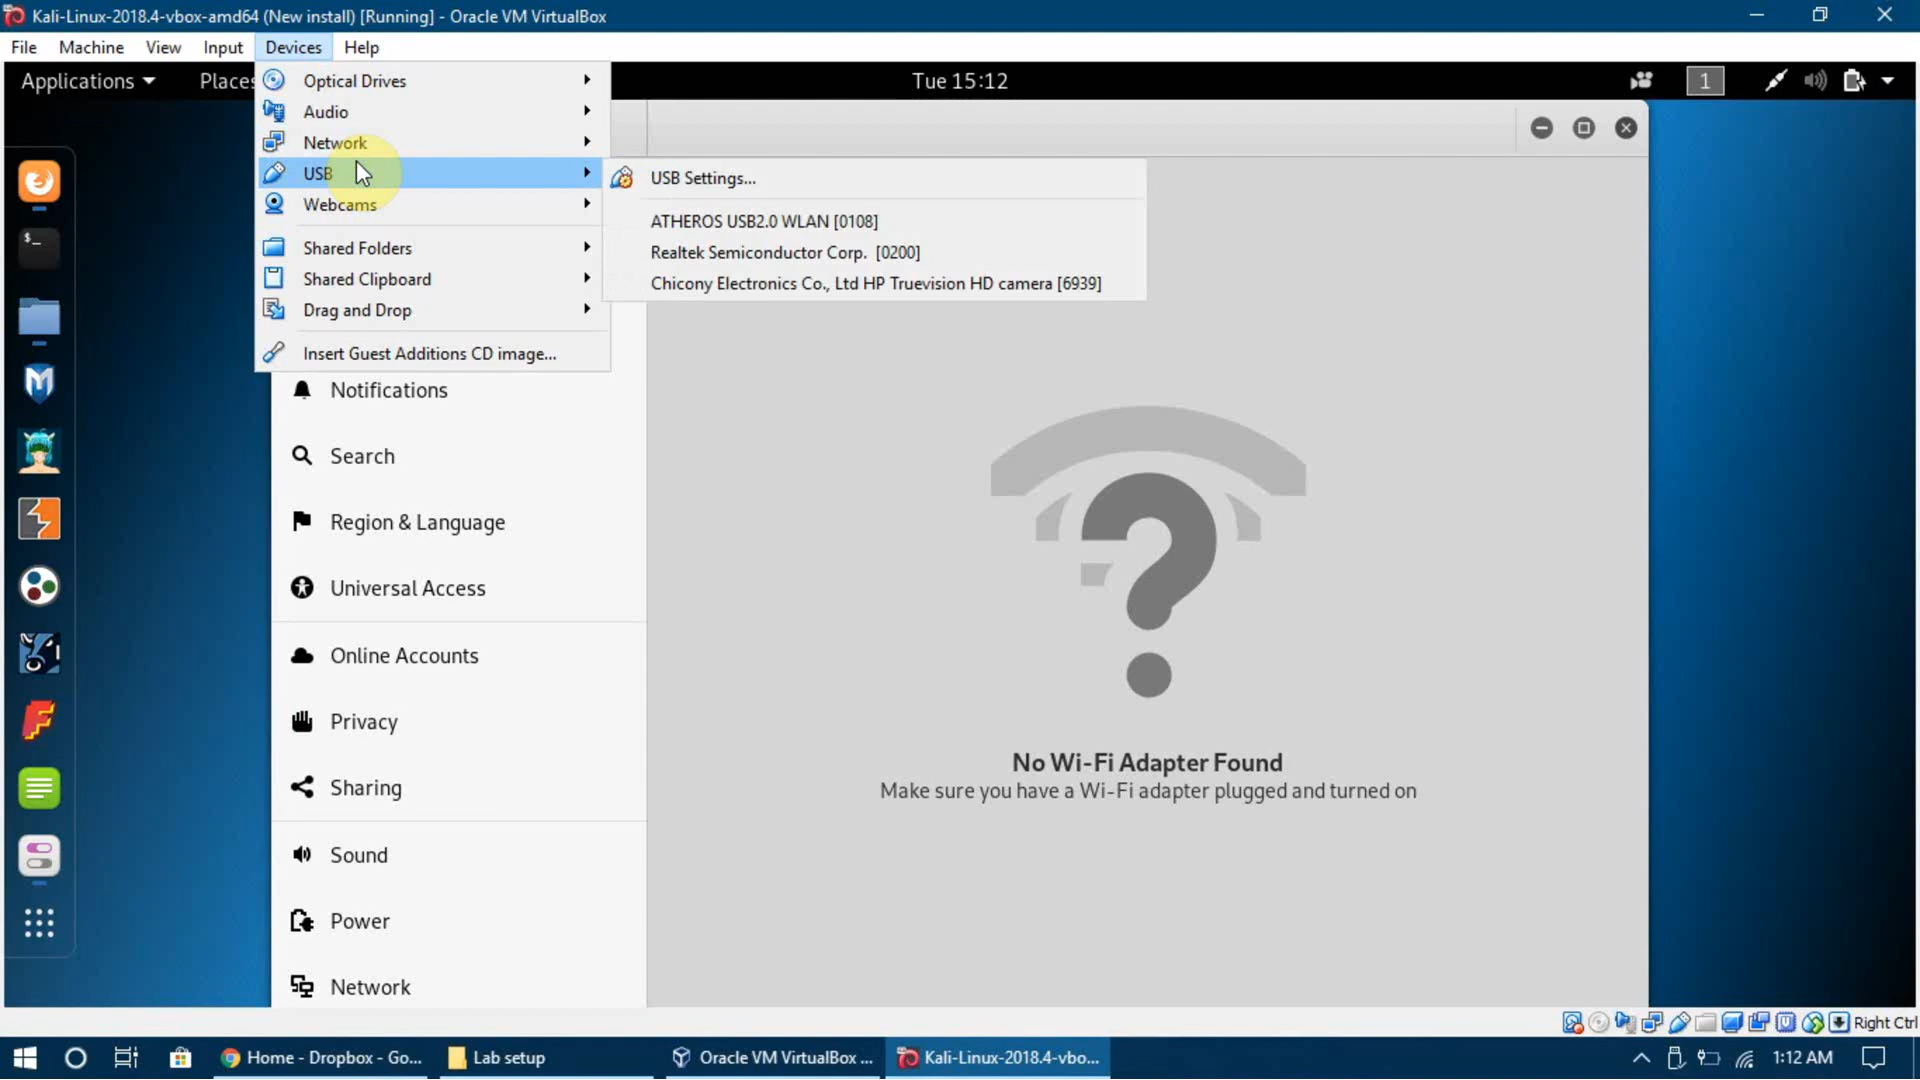 Kali-Linux-2018.4-vbox-amd64 (New install) [Running] - Oracle VM VirtualBox
File Machine View Input Devices Help
Applications Places Tue 15:12 1
Optical Drives
Audio
Network
USB
Webcams
Shared Folders
Shared Clipboard
Drag and Drop
Insert Guest Additions CD image...
USB Settings...
ATHEROS USB2.0 WLAN [0108]
Realtek Semiconductor Corp. [0200]
Chicony Electronics Co., Ltd HP Truevision HD camera [6939]
$_
Notifications
Search
Region & Language
Universal Access
Online Accounts
Privacy
Sharing
Sound
Power
Network
No Wi-Fi Adapter Found
Make sure you have a Wi-Fi adapter plugged and turned on
Right Ctrl
Home - Dropbox - Go... Lab setup Oracle VM VirtualBox ... Kali-Linux-2018.4-vbo... 1:12 AM